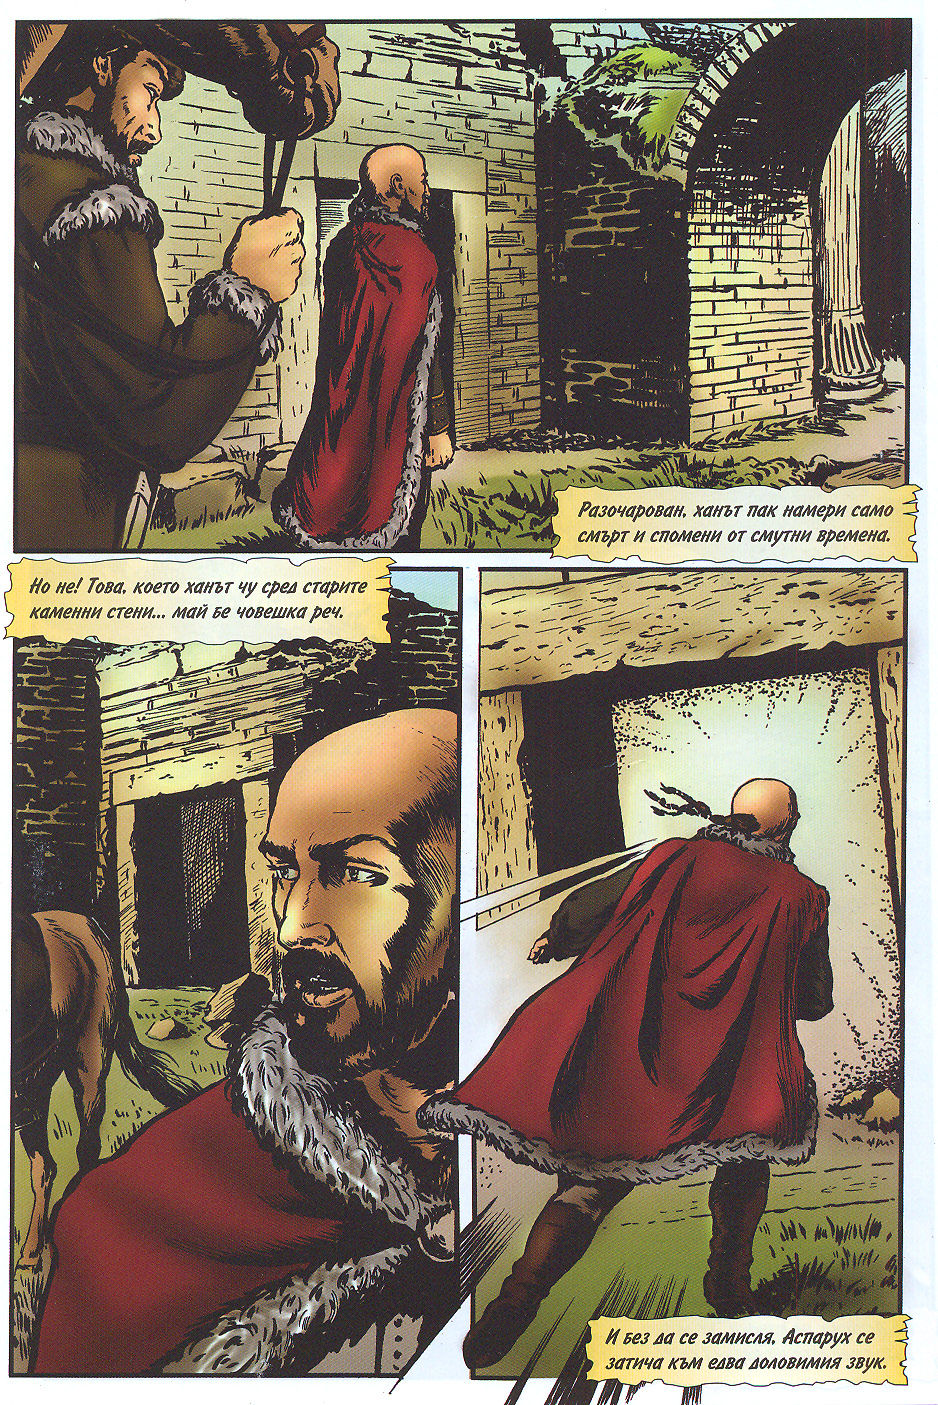 Разочарован, ханът пак намери само
смърт и спомени от смутни времена.
Но не! Това, което ханът чу сред старите
каменни стени... май бе човешка реч.
И без да се замисля, Аспарух се
затича към едва доловимия звук.